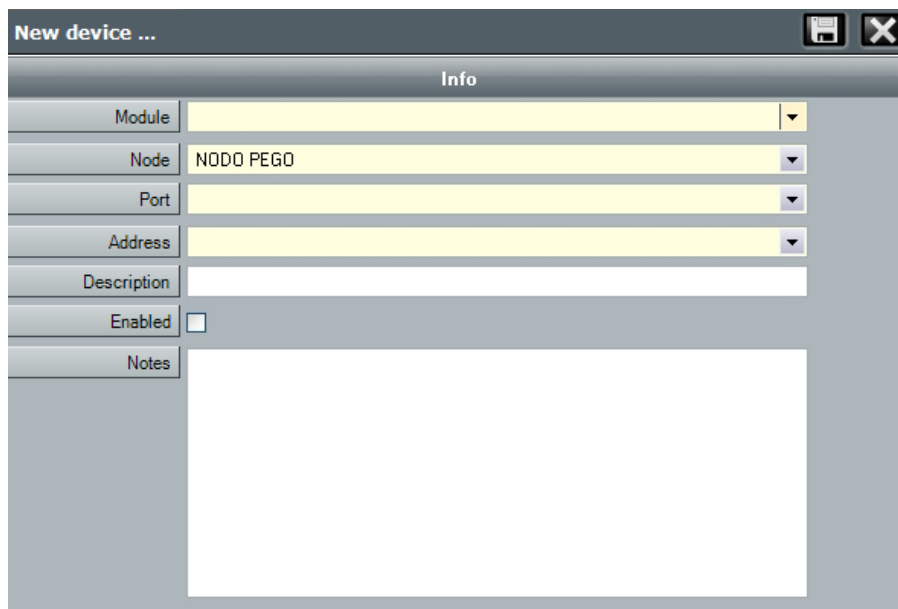 New device ...
Info
Module
Node NODO PEGO
Port
Address
Description
Enabled
Notes